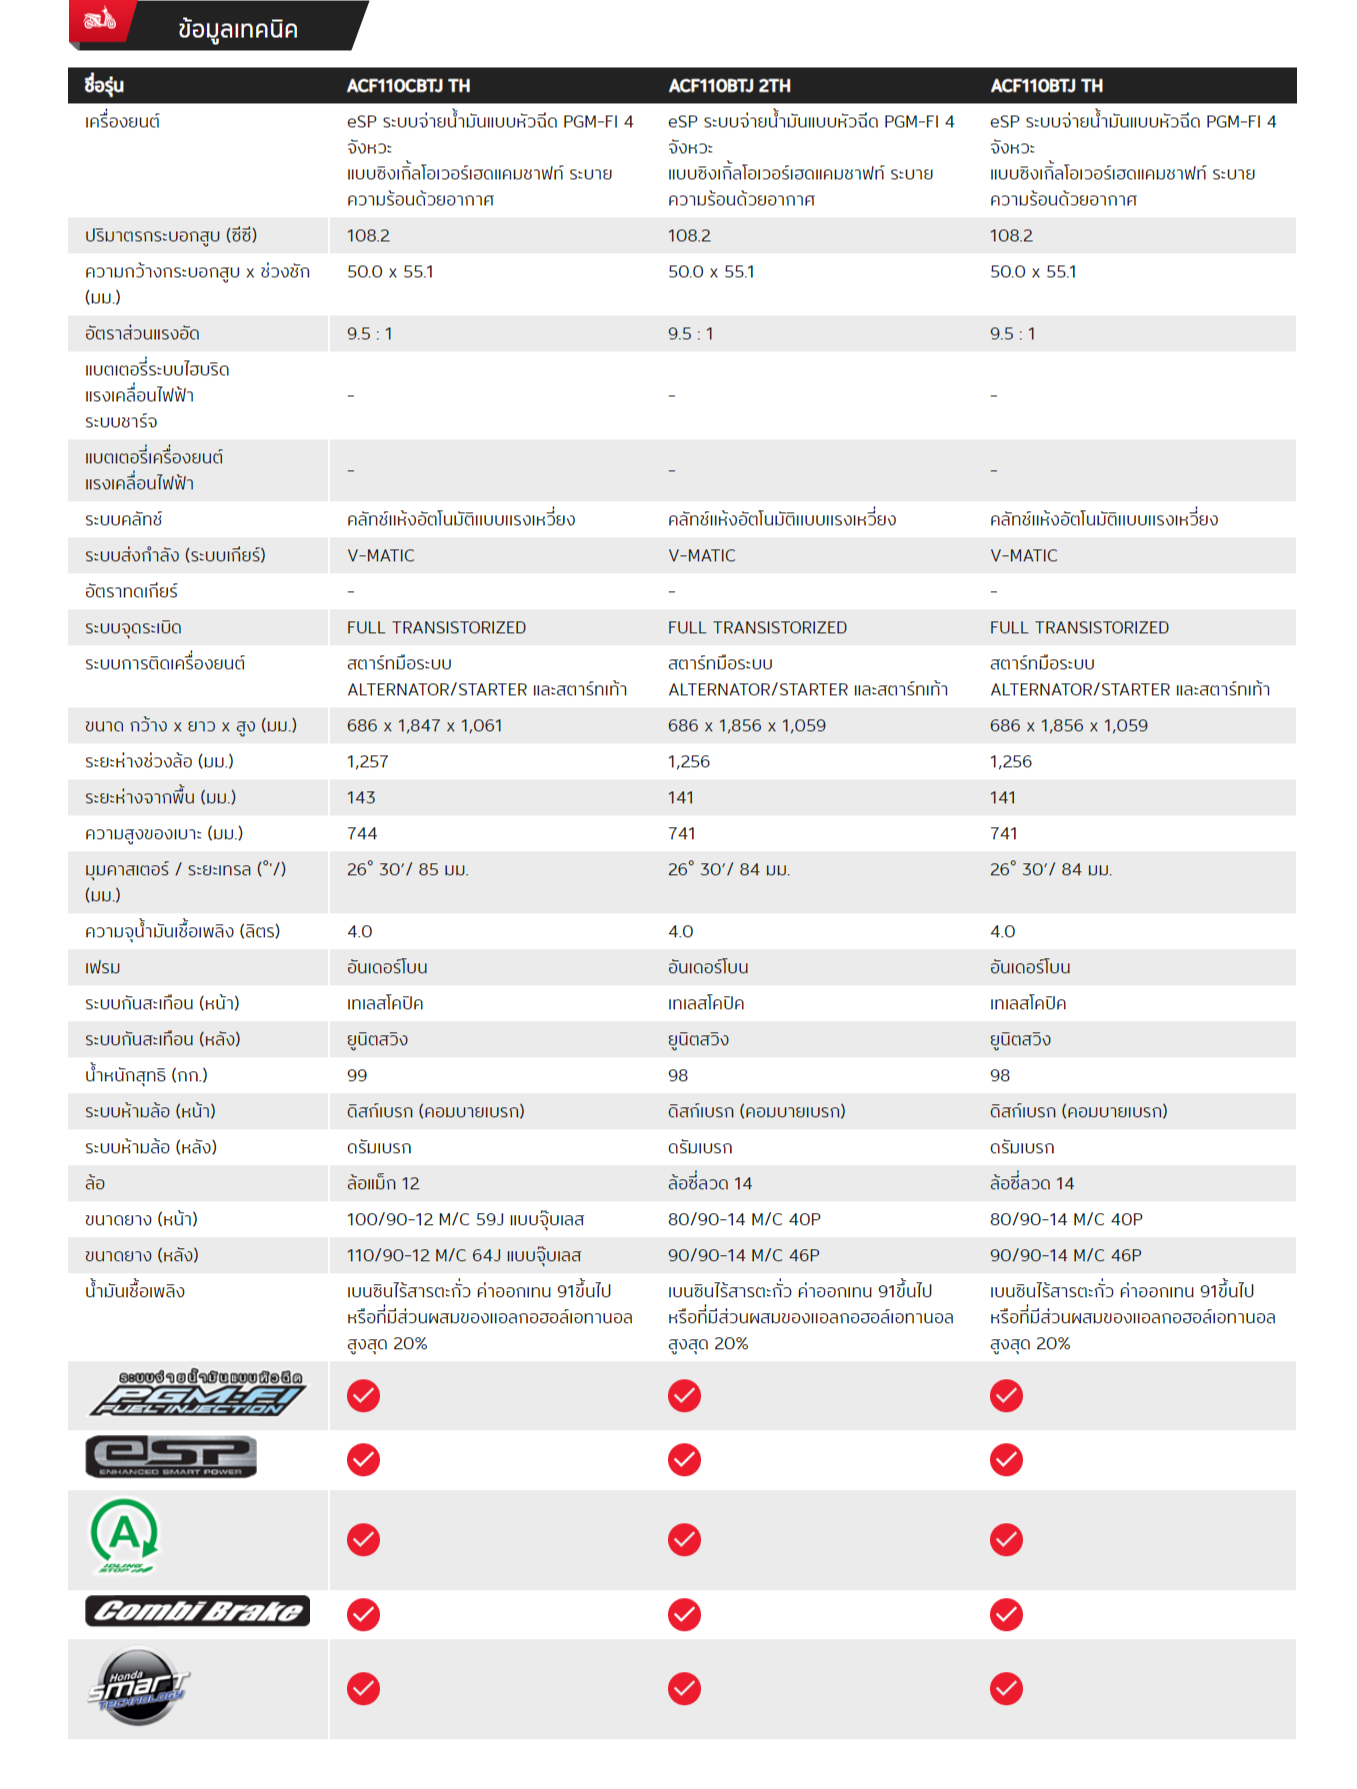 ข้อมูลเทคนิค
ชื่อรุ่น ACF110CBTJ TH ACF110BTJ 2TH ACF110BTJ TH
เครื่องยนต์ eSP ระบบจ่ายน้ำมันแบบหัวฉีด PGM-FI 4 eSP ระบบจ่ายน้ำมันแบบหัวฉีด PGM-FI 4 eSP ระบบจ่ายน้ำมันแบบหัวฉีด PGM-FI 4
จังหวะ จังหวะ จังหวะ
แบบซิงเกิ้ลโอเวอร์เฮดแคมชาฟท์ ระบาย แบบซิงเกิ้ลโอเวอร์เฮดแคมชาฟท์ ระบาย แบบซิงเกิ้ลโอเวอร์เฮดแคมชาฟท์ ระบาย
ความร้อนด้วยอากาศ ความร้อนด้วยอากาศ ความร้อนด้วยอากาศ
ปริมาตรกระบอกสูบ (ซีซี) 108.2 108.2 108.2
ความกว้างกระบอกสูบ x ช่วงชัก 50.0 x 55.1 50.0 x 55.1 50.0 x 55.1
(มม.)
อัตราส่วนแรงอัด 9.5 : 1 9.5 : 1 9.5 : 1
แบตเตอรี่ระบบไฮบริด
แรงเคลื่อนไฟฟ้า - - -
ระบบชาร์จ
แบตเตอรี่เครื่องยนต์ - - -
แรงเคลื่อนไฟฟ้า
ระบบคลัทช์ คลัทช์แห้งอัตโนมัติแบบแรงเหวี่ยง คลัทช์แห้งอัตโนมัติแบบแรงเหวี่ยง คลัทช์แห้งอัตโนมัติแบบแรงเหวี่ยง
ระบบส่งกำลัง (ระบบเกียร์) V-MATIC V-MATIC V-MATIC
อัตราทดเกียร์ - - -
ระบบจุดระเบิด FULL TRANSISTORIZED FULL TRANSISTORIZED FULL TRANSISTORIZED
ระบบการติดเครื่องยนต์ สตาร์ทมือระบบ สตาร์ทมือระบบ สตาร์ทมือระบบ
ALTERNATOR/STARTER และสตาร์ทเท้า ALTERNATOR/STARTER และสตาร์ทเท้า ALTERNATOR/STARTER และสตาร์ทเท้า
ขนาด กว้าง x ยาว x สูง (มม.) 686 x 1,847 x 1,061 686 x 1,856 x 1,059 686 x 1,856 x 1,059
ระยะห่างช่วงล้อ (มม.) 1,257 1,256 1,256
ระยะห่างจากพื้น (มม.) 143 141 141
ความสูงของเบาะ (มม.) 744 741 741
มุมคาสเตอร์ / ระยะเทรล (°'/) 26° 30’/ 85 มม. 26° 30’/ 84 มม. 26° 30’/ 84 มม.
(มม.)
ความจุน้ำมันเชื้อเพลิง (ลิตร) 4.0 4.0 4.0
เฟรม อันเดอร์โบน อันเดอร์โบน อันเดอร์โบน
ระบบกันสะเทือน (หน้า) เทเลสโคปิค เทเลสโคปิค เทเลสโคปิค
ระบบกันสะเทือน (หลัง) ยูนิตสวิง ยูนิตสวิง ยูนิตสวิง
น้ำหนักสุทธิ (กก.) 99 98 98
ระบบห้ามล้อ (หน้า) ดิสก์เบรก (คอมบายเบรก) ดิสก์เบรก (คอมบายเบรก) ดิสก์เบรก (คอมบายเบรก)
ระบบห้ามล้อ (หลัง) ดรัมเบรก ดรัมเบรก ดรัมเบรก
ล้อ ล้อแม็ก 12 ล้อซี่ลวด 14 ล้อซี่ลวด 14
ขนาดยาง (หน้า) 100/90-12 M/C 59J แบบจุ๊บเลส 80/90-14 M/C 40P 80/90-14 M/C 40P
ขนาดยาง (หลัง) 110/90-12 M/C 64J แบบจุ๊บเลส 90/90-14 M/C 46P 90/90-14 M/C 46P
น้ำมันเชื้อเพลิง เบนซินไร้สารตะกั่ว ค่าออกเทน 91ขึ้นไป เบนซินไร้สารตะกั่ว ค่าออกเทน 91ขึ้นไป เบนซินไร้สารตะกั่ว ค่าออกเทน 91ขึ้นไป
หรือที่มีส่วนผสมของแอลกอฮอล์เอทานอล หรือที่มีส่วนผสมของแอลกอฮอล์เอทานอล หรือที่มีส่วนผสมของแอลกอฮอล์เอทานอล
สูงสุด 20% สูงสุด 20% สูงสุด 20%
ระบบจ่ายน้ำมันแบบหัวฉีด
PGM-FI
FUEL INJECTION
eSP
ENHANCED SMART POWER
A
IDLING
STOP
Combi Brake
Honda
smart
TECHNOLOGY